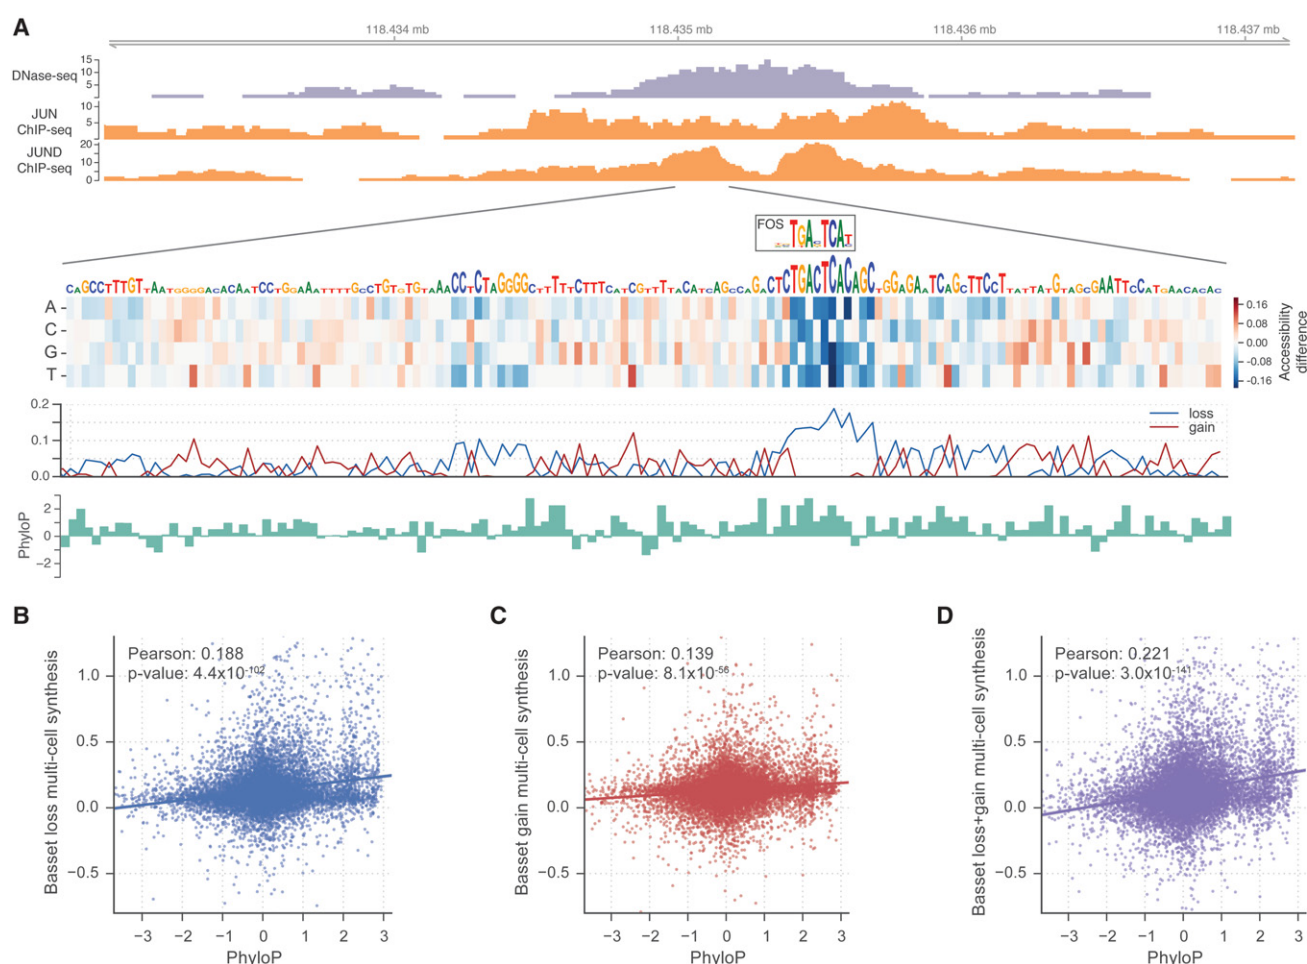 A
118.434 mb 118.435 mb 118.436 mb 118.437 mb
DNase-seq
15
10
5
JUN
ChIP-seq
10
5
JUND
ChIP-seq
20
10
0
FOS TGA TCA
A
C
G
T
0.16
0.08
0.00
-0.08
-0.16
Accessibility
difference
0.2
0.1
0.0
loss
gain
PhyloP
2
0
−2
B
Pearson: 0.188
p-value: 4.4x10-102
Basset loss multi-cell synthesis
1.0
0.5
0.0
−0.5
−3 −2 −1 0 1 2 3
PhyloP
C
Pearson: 0.139
p-value: 8.1x10-56
Basset gain multi-cell synthesis
1.0
0.5
0.0
−0.5
−3 −2 −1 0 1 2 3
PhyloP
D
Pearson: 0.221
p-value: 3.0x10-141
Basset loss+gain multi-cell synthesis
1.0
0.5
0.0
−0.5
−3 −2 −1 0 1 2 3
PhyloP